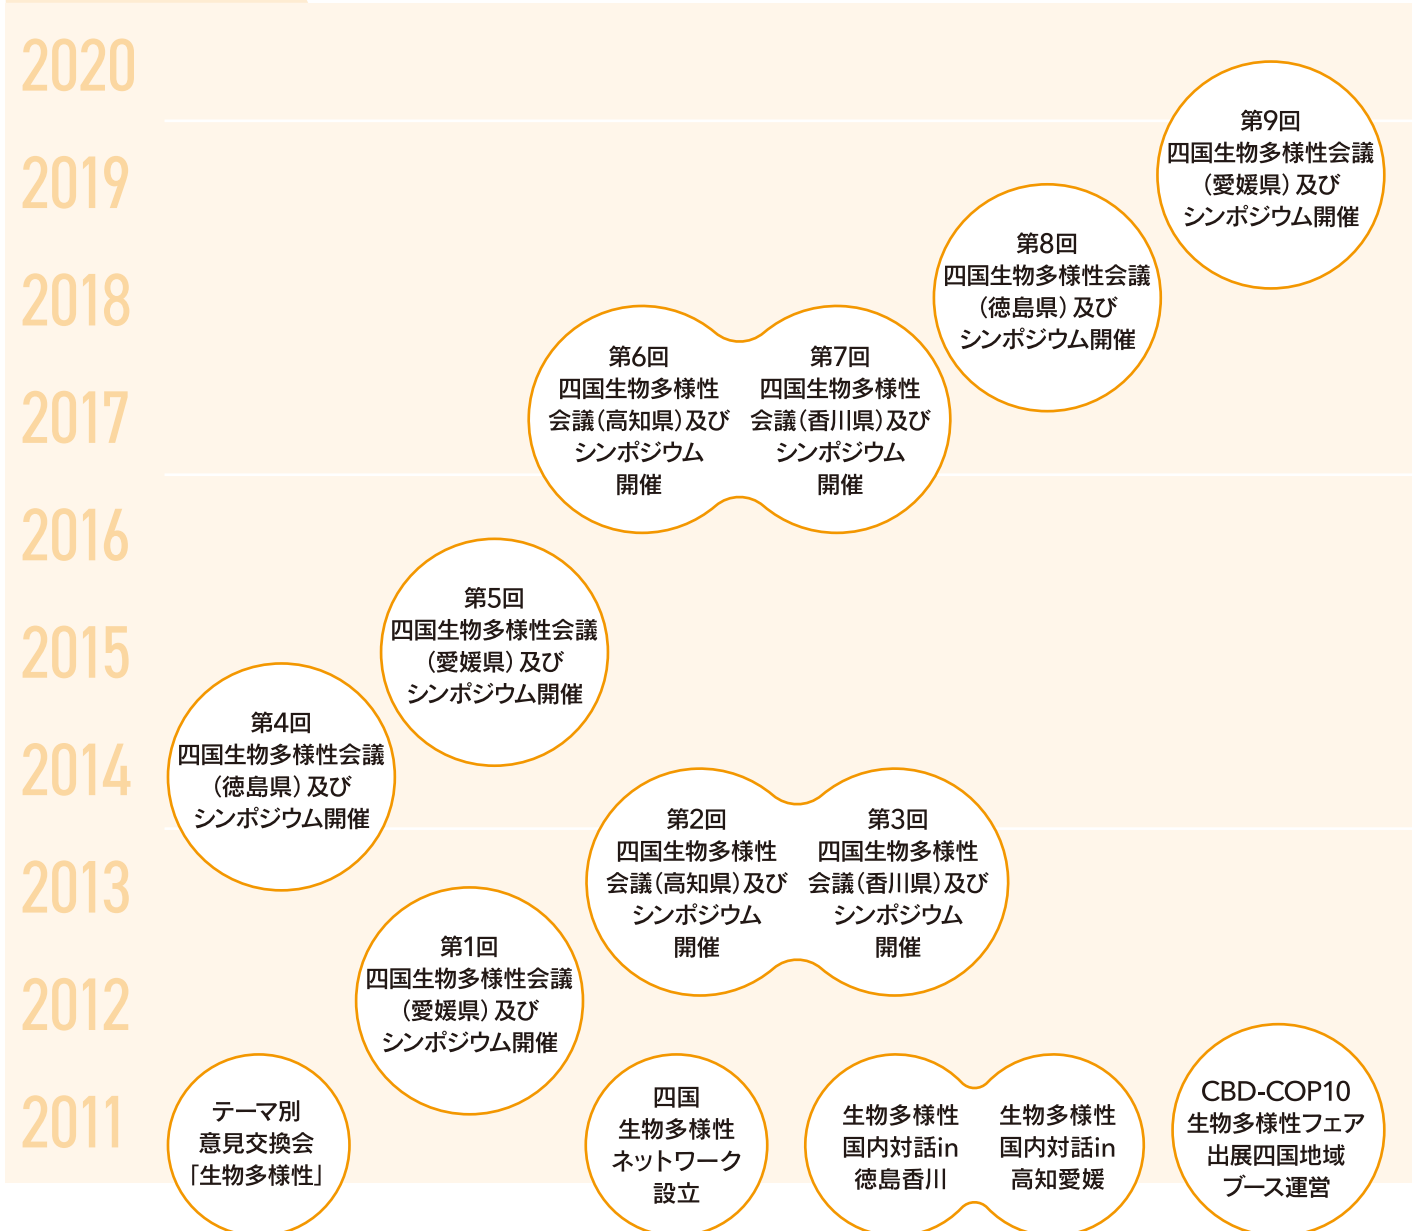 2020
第9回
四国生物多様性会議
（愛媛県）及び
シンポジウム開催
2019
第8回
四国生物多様性会議
（徳島県）及び
シンポジウム開催
2018
第6回
四国生物多様性
会議（高知県）及び
シンポジウム
開催
第7回
四国生物多様性
会議（香川県）及び
シンポジウム
開催
2017
2016
第5回
四国生物多様性会議
（愛媛県）及び
シンポジウム開催
2015
第4回
四国生物多様性会議
（徳島県）及び
シンポジウム開催
2014
第2回
四国生物多様性
会議（高知県）及び
シンポジウム
開催
第3回
四国生物多様性
会議（香川県）及び
シンポジウム
開催
2013
第1回
四国生物多様性会議
（愛媛県）及び
シンポジウム開催
2012
2011
テーマ別
意見交換会
「生物多様性」
四国
生物多様性
ネットワーク
設立
生物多様性
国内対話in
徳島香川
生物多様性
国内対話in
高知愛媛
CBD-COP10
生物多様性フェア
出展四国地域
ブース運営